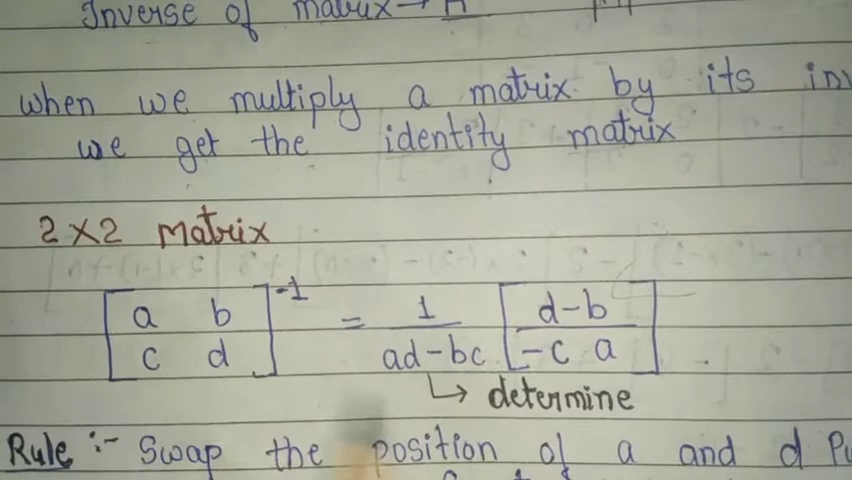 Inverse of matrix →
when we multiply a matrix by its
we get the identity matrix
2×2 Matrix
[a b]⁻¹ = 1 [d-b]
[c d] ad-bc [-c a]
↳ determine
Rule :- Swap the position of a and d